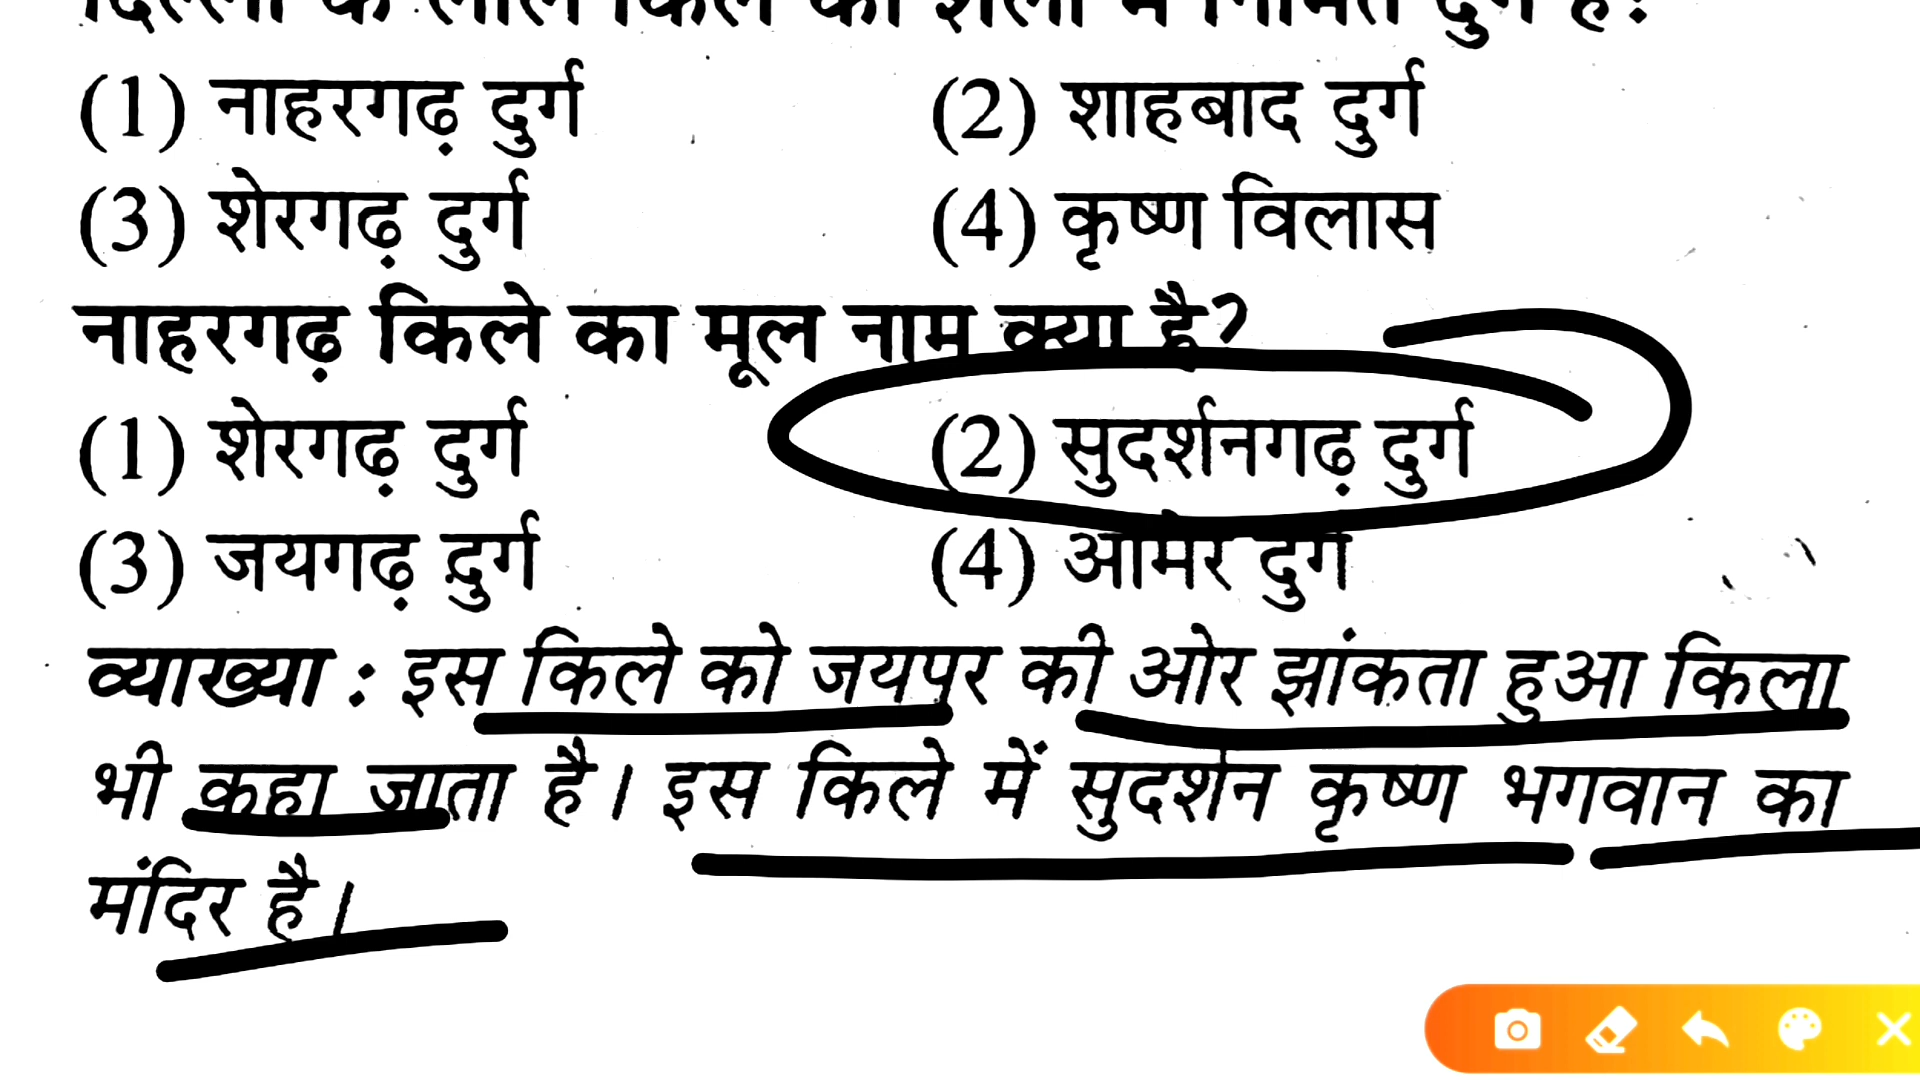 दिल्ली के लाल किले की शैली में निर्मित दुर्ग है?
(1) नाहरगढ़ दुर्ग (2) शाहबाद दुर्ग
(3) शेरगढ़ दुर्ग (4) कृष्ण विलास
नाहरगढ़ किले का मूल नाम क्या है?
(1) शेरगढ़ दुर्ग (2) सुदर्शनगढ़ दुर्ग
(3) जयगढ़ दुर्ग (4) आमेर दुर्ग
व्याख्या : इस किले को जयपुर की ओर झांकता हुआ किला
भी कहा जाता है। इस किले में सुदर्शन कृष्ण भगवान का
मंदिर है।